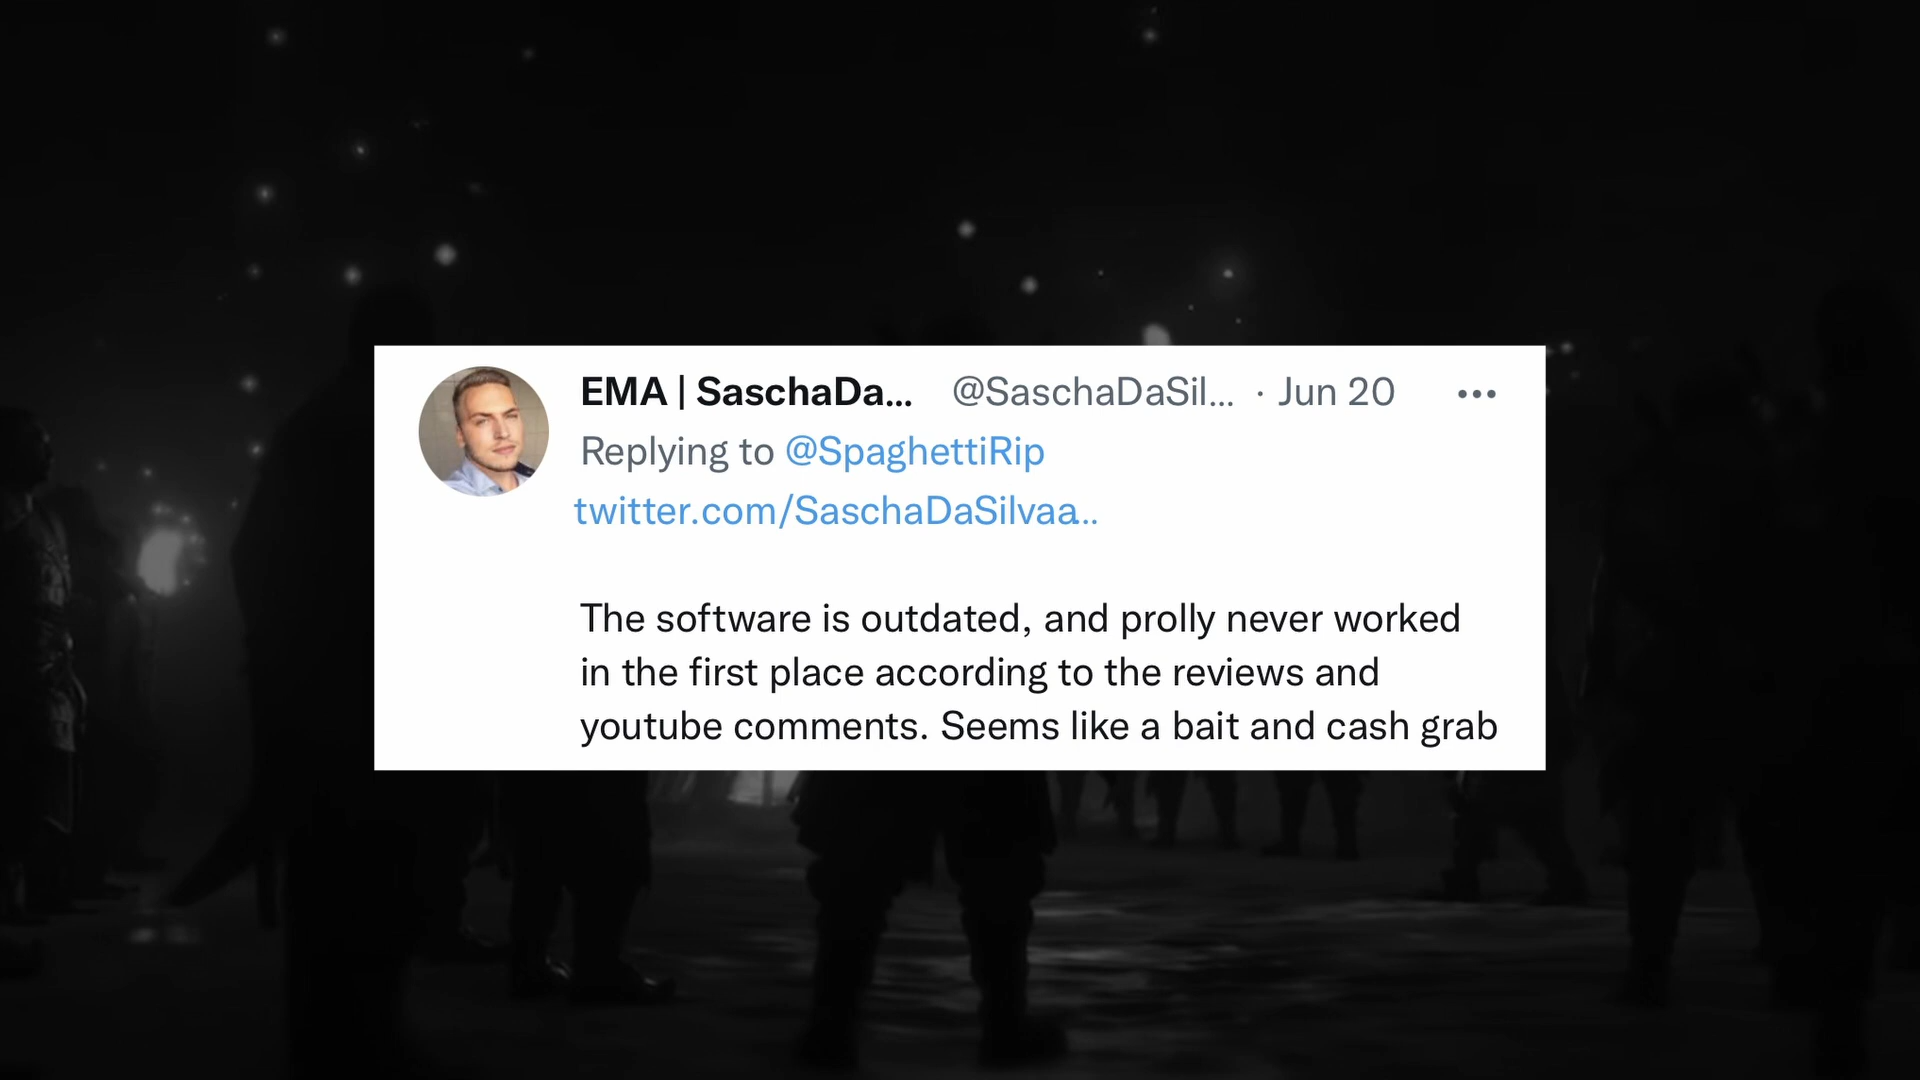 EMA | SaschaDa... @SaschaDaSil... · Jun 20 ...
Replying to @SpaghettiRip
twitter.com/SaschaDaSilvaa..
The software is outdated, and prolly never worked
in the first place according to the reviews and
youtube comments. Seems like a bait and cash grab